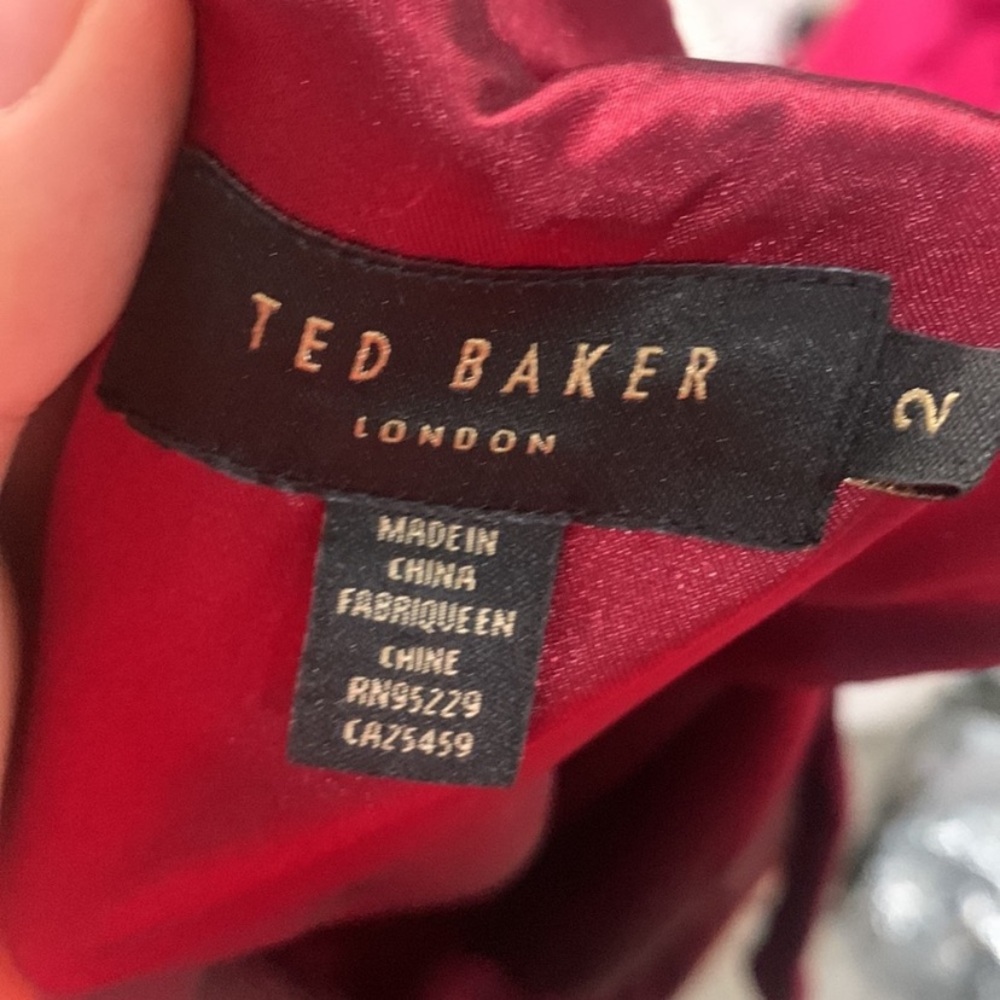 TED BAKER
LONDON
2
MADE IN
CHINA
FABRIQUE EN
CHINE
RN95229
CA25459